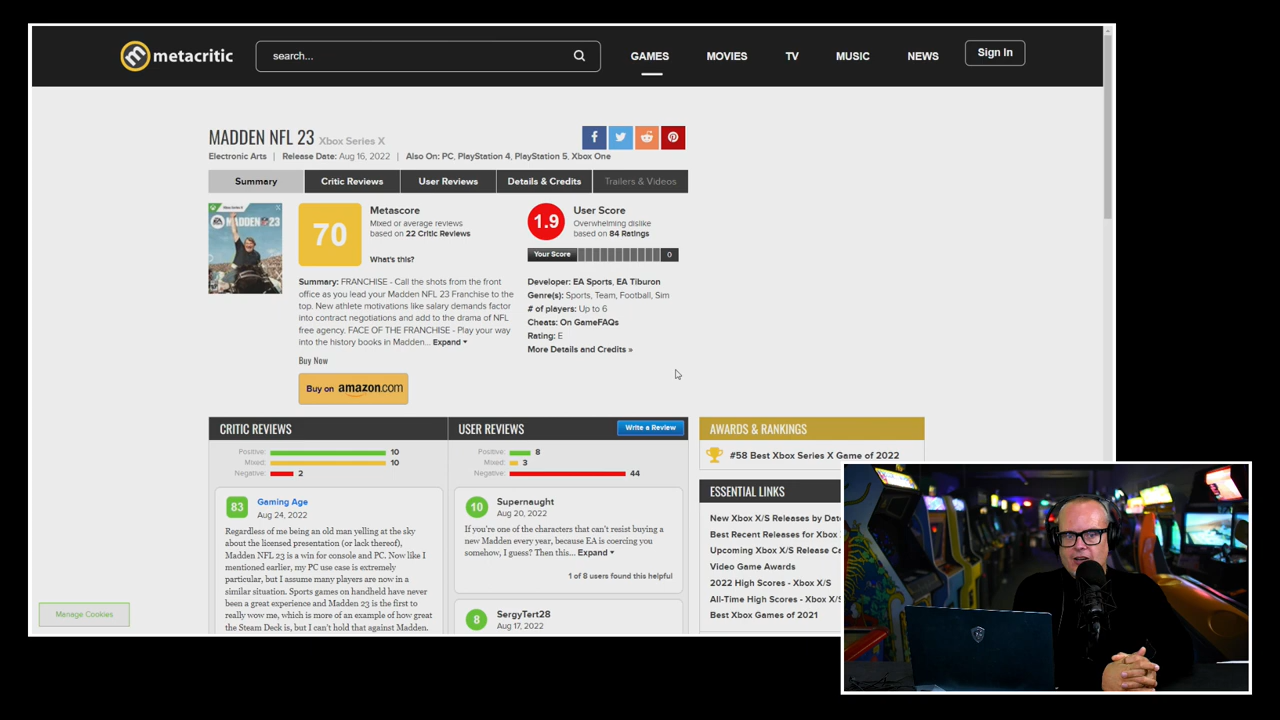 metacritic
search...
GAMES
MOVIES
TV
MUSIC
NEWS
Sign In
MADDEN NFL 23 Xbox Series X
Electronic Arts | Release Date: Aug 16, 2022 | Also On: PC, PlayStation 4, PlayStation 5, Xbox One
Summary
Critic Reviews
User Reviews
Details & Credits
Trailers & Videos
MADDEN 23
70
Metascore
Mixed or average reviews
based on 22 Critic Reviews
What's this?
1.9
User Score
Overwhelming dislike
based on 84 Ratings
Your Score
0
Summary: FRANCHISE - Call the shots from the front
office as you lead your Madden NFL 23 Franchise to the
top. New athlete motivations like salary demands factor
into contract negotiations and add to the drama of NFL
free agency. FACE OF THE FRANCHISE - Play your way
into the history books in Madden... Expand
Developer: EA Sports, EA Tiburon
Genre(s): Sports, Team, Football, Sim
# of players: Up to 6
Cheats: On GameFAQs
Rating: E
More Details and Credits »
Buy Now
Buy on amazon.com
CRITIC REVIEWS
Positive: 10
Mixed: 10
Negative: 2
83
Gaming Age
Aug 24, 2022
Regardless of me being an old man yelling at the sky
about the licensed presentation (or lack thereof),
Madden NFL 23 is a win for console and PC. Now like I
mentioned earlier, my PC use case is extremely
particular, but I assume many players are now in a
similar situation. Sports games on handheld have never
been a great experience and Madden 23 is the first to
really wow me, which is more of an example of how great
the Steam Deck is, but I can't hold that against Madden.
USER REVIEWS
Write a Review
Positive: 8
Mixed: 3
Negative: 44
10
Supernaught
Aug 20, 2022
If you're one of the characters that can't resist buying a
new Madden every year, because EA is coercing you
somehow, I guess? Then this... Expand
1 of 8 users found this helpful
8
SergyTert28
Aug 17, 2022
AWARDS & RANKINGS
#58 Best Xbox Series X Game of 2022
ESSENTIAL LINKS
New Xbox X/S Releases by Date
Best Recent Releases for Xbox
Upcoming Xbox X/S Release Ca
Video Game Awards
2022 High Scores - Xbox X/S
All-Time High Scores - Xbox X/S
Best Xbox Games of 2021
Manage Cookies